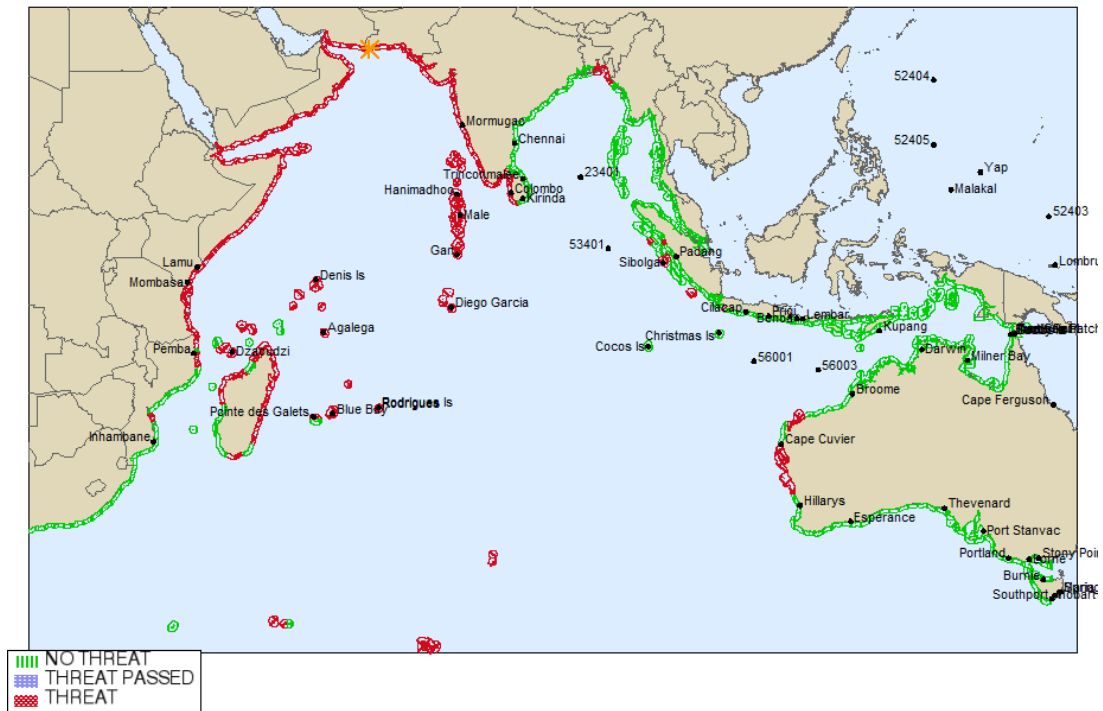 52404
Mormugao
Chennai
52405
Trincomalee
23401
Yap
Hanimadhoo
Colombo
Kirinda
Malakal
Male
52403
Gan
53401
Padang
Lamu
Sibolga
Lombru
Mombasa
Denis Is
Diego Garcia
Cilacap
Prigi
Lembar
Agalega
Christmas Is
Kupang
Cocos Is
Pemba
Dzaoudzi
Darwin
56001
56003
Milner Bay
Broome
Rodrigues Is
Cape Ferguson
Pointe des Galets
Blue Bay
Inhambane
Cape Cuvier
Hillarys
Thevenard
Esperance
Port Stanvac
Portland
Stony Poin
Burnie
Southport
Hobart
NO THREAT
THREAT PASSED
THREAT